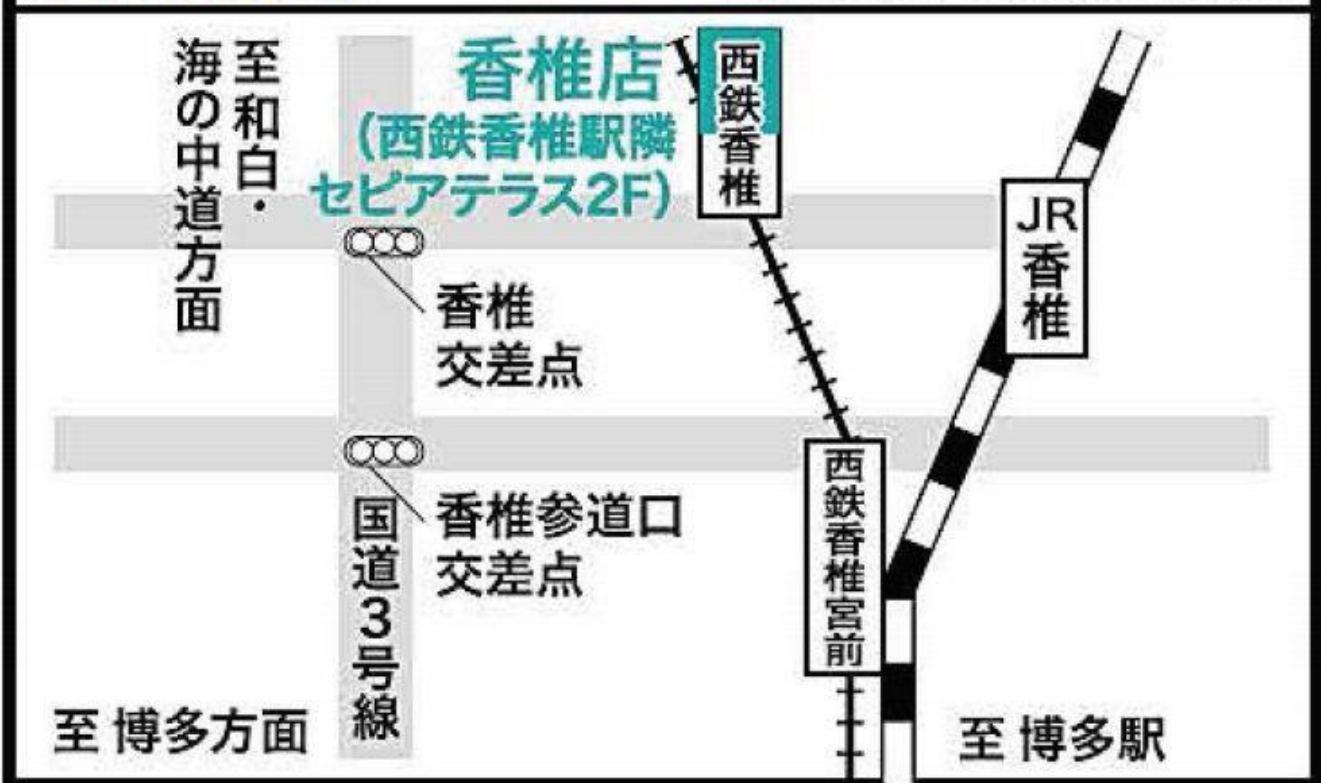 至和白・
海の中道方面
香椎店
(西鉄香椎駅隣
セピアテラス2F)
西鉄香椎
JR
香椎
香椎
交差点
香椎参道口
交差点
西鉄香椎宮前
国道3号線
至 博多方面
至 博多駅